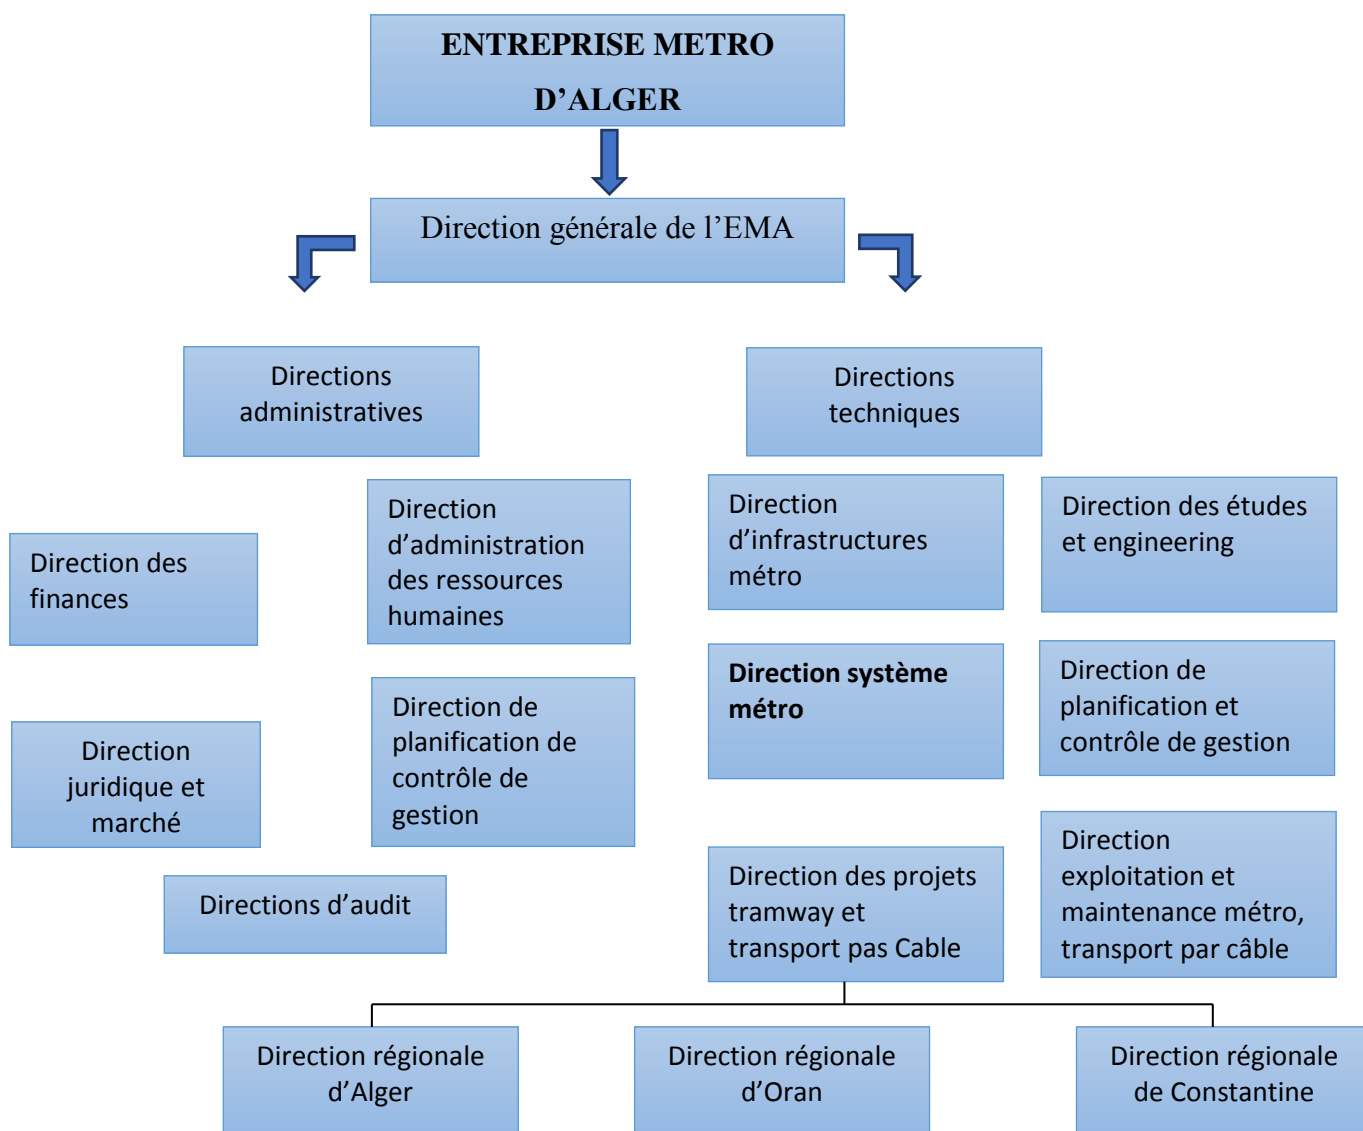 ENTREPRISE METRO
D’ALGER
Direction générale de l’EMA
Directions
administratives
Directions
techniques
Direction des
finances
Direction
d’administration
des ressources
humaines
Direction
juridique et
marché
Direction de
planification de
contrôle de
gestion
Directions d’audit
Direction
d’infrastructures
métro
Direction des études
et engineering
Direction système
métro
Direction de
planification et
contrôle de gestion
Direction des projets
tramway et
transport pas Cable
Direction
exploitation et
maintenance métro,
transport par câble
Direction régionale
d’Alger
Direction régionale
d’Oran
Direction régionale
de Constantine